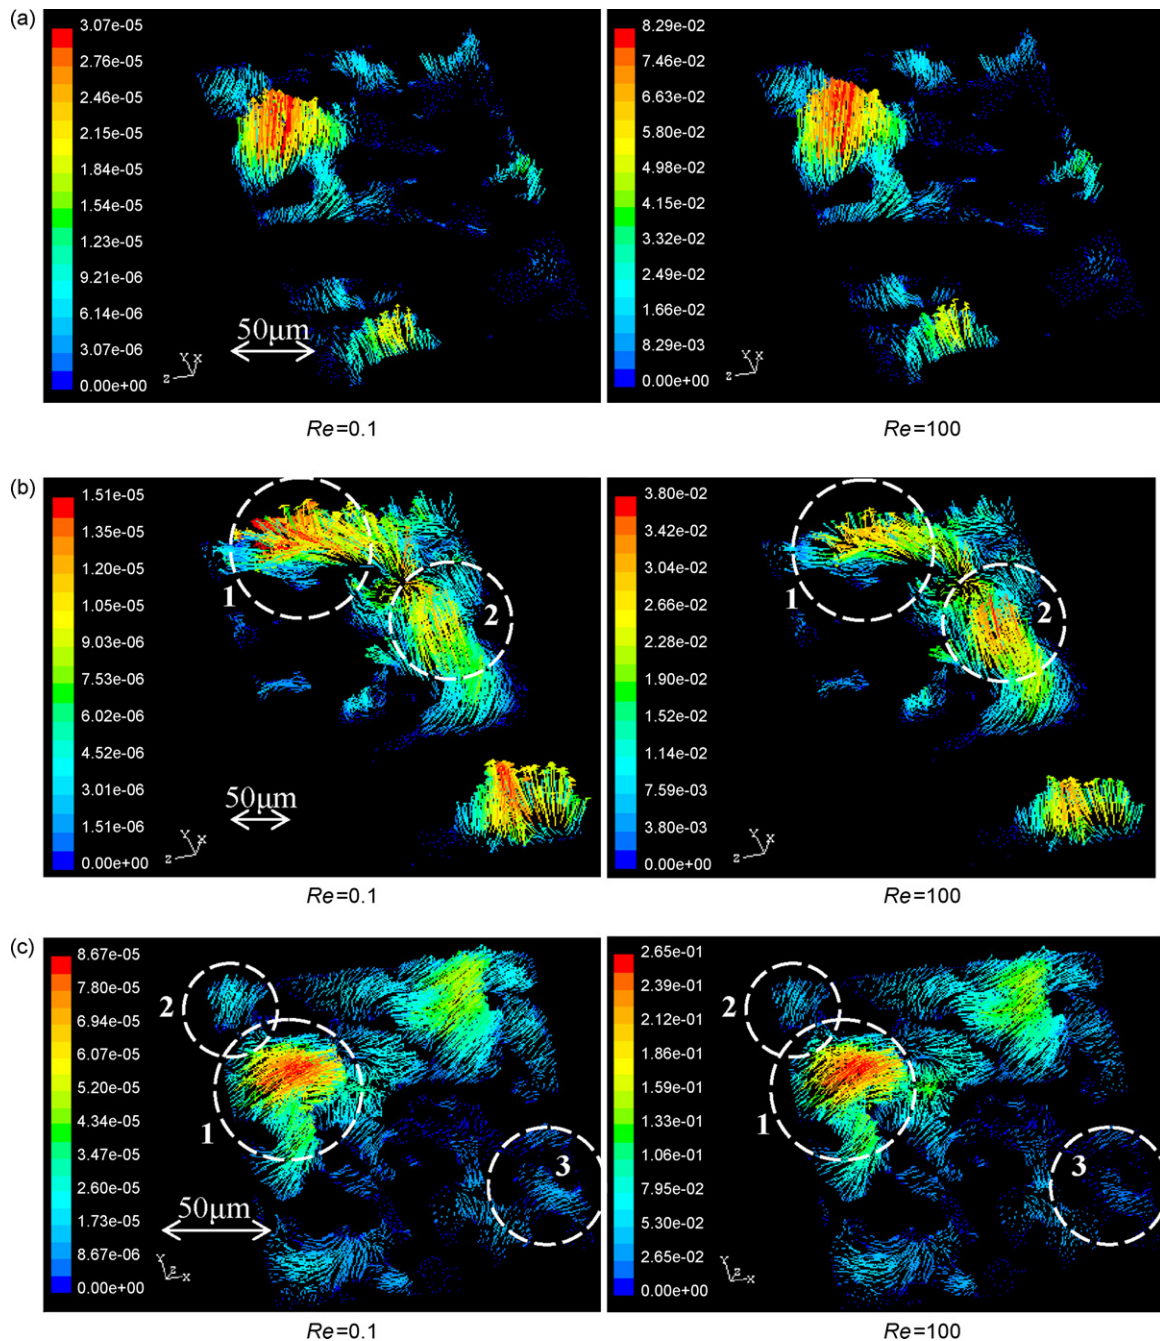 (a)
3.07e-05
2.76e-05
2.46e-05
2.15e-05
1.84e-05
1.54e-05
1.23e-05
9.21e-06
6.14e-06
3.07e-06
0.00e+00
50µm
Y X
Z
Re=0.1
8.29e-02
7.46e-02
6.63e-02
5.80e-02
4.98e-02
4.15e-02
3.32e-02
2.49e-02
1.66e-02
8.29e-03
0.00e+00
Y X
Z
Re=100
(b)
1.51e-05
1.35e-05
1.20e-05
1.05e-05
9.03e-06
7.53e-06
6.02e-06
4.52e-06
3.01e-06
1.51e-06
0.00e+00
1
2
50µm
Y X
Z
Re=0.1
3.80e-02
3.42e-02
3.04e-02
2.66e-02
2.28e-02
1.90e-02
1.52e-02
1.14e-02
7.59e-03
3.80e-03
0.00e+00
1
2
Y X
Z
Re=100
(c)
8.67e-05
7.80e-05
6.94e-05
6.07e-05
5.20e-05
4.34e-05
3.47e-05
2.60e-05
1.73e-05
8.67e-06
0.00e+00
2
1
3
50µm
Y
Z X
Re=0.1
2.65e-01
2.39e-01
2.12e-01
1.86e-01
1.59e-01
1.33e-01
1.06e-01
7.95e-02
5.30e-02
2.65e-02
0.00e+00
2
1
3
Y
Z X
Re=100